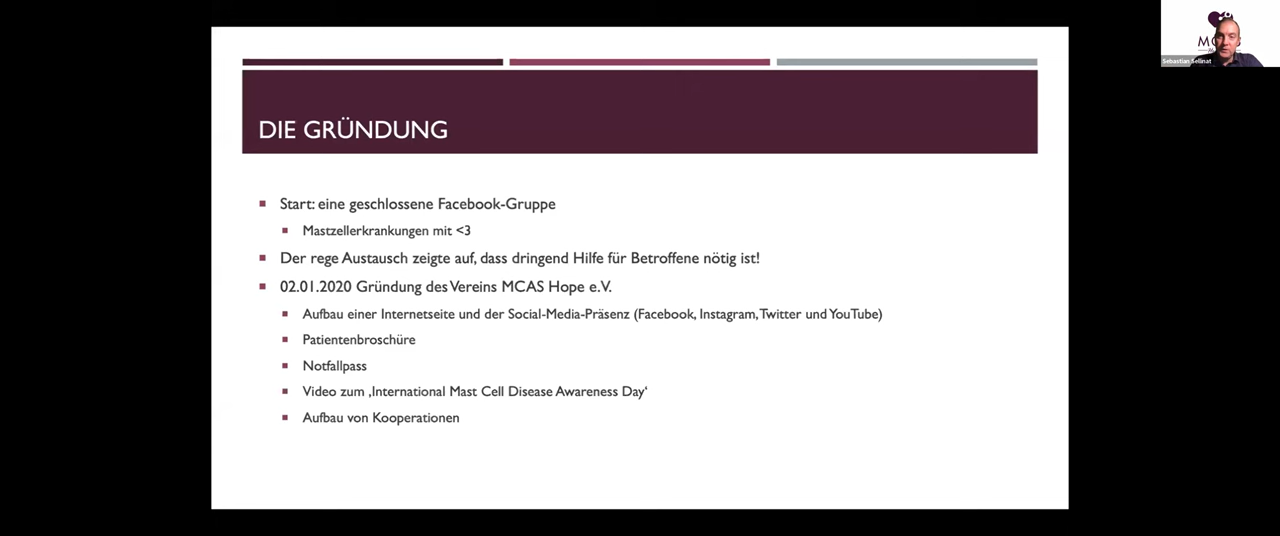 DIE GRÜNDUNG
Start: eine geschlossene Facebook-Gruppe
Mastzellerkrankungen mit <3
Der rege Austausch zeigte auf, dass dringend Hilfe für Betroffene nötig ist!
02.01.2020 Gründung des Vereins MCAS Hope e.V.
Aufbau einer Internetseite und der Social-Media-Präsenz (Facebook, Instagram, Twitter und YouTube)
Patientenbroschüre
Notfallpass
Video zum ‚International Mast Cell Disease Awareness Day‘
Aufbau von Kooperationen
Sebastian Sellinat